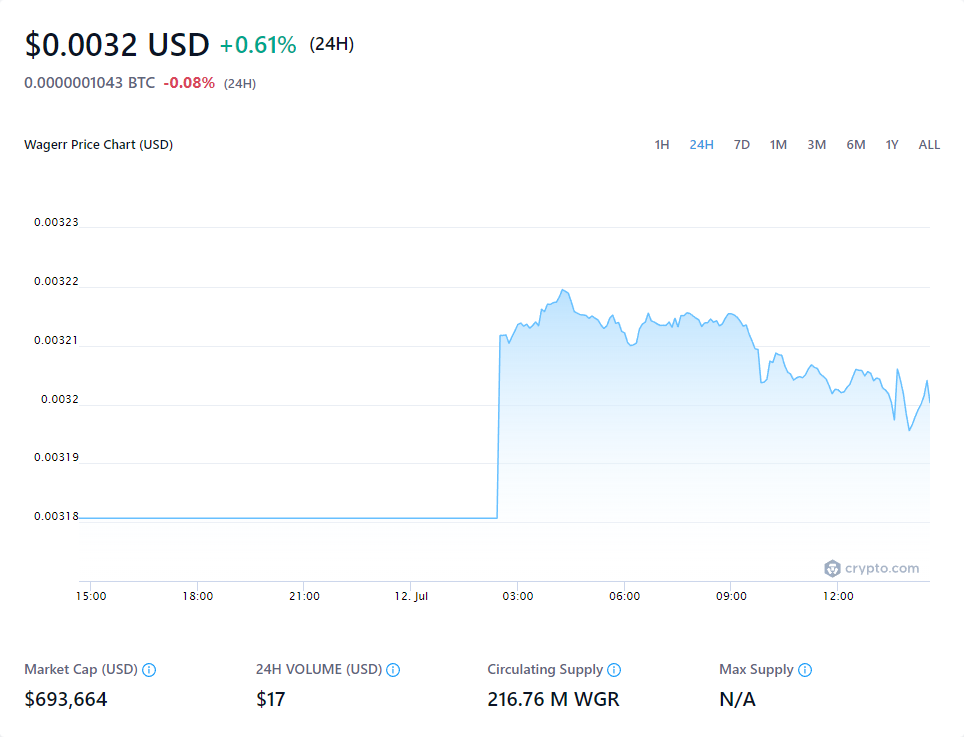 $0.0032 USD +0.61% (24H)
0.0000001043 BTC -0.08% (24H)
Wagerr Price Chart (USD) 1H 24H 7D 1M 3M 6M 1Y ALL
0.00323
0.00322
0.00321
0.0032
0.00319
0.00318
crypto.com
15:00 18:00 21:00 12. Jul 03:00 06:00 09:00 12:00
Market Cap (USD) 24H VOLUME (USD) Circulating Supply Max Supply
$693,664 $17 216.76 M WGR N/A